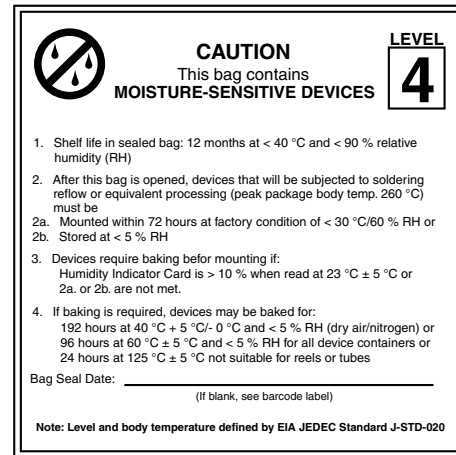 LEVEL
4
CAUTION
This bag contains
MOISTURE-SENSITIVE DEVICES
1. Shelf life in sealed bag: 12 months at < 40 °C and < 90 % relative
humidity (RH)
2. After this bag is opened, devices that will be subjected to soldering
reflow or equivalent processing (peak package body temp. 260 °C)
must be
2a. Mounted within 72 hours at factory condition of < 30 °C/60 % RH or
2b. Stored at < 5 % RH
3. Devices require baking befor mounting if:
Humidity Indicator Card is > 10 % when read at 23 °C ± 5 °C or
2a. or 2b. are not met.
4. If baking is required, devices may be baked for:
192 hours at 40 °C + 5 °C/- 0 °C and < 5 % RH (dry air/nitrogen) or
96 hours at 60 °C ± 5 °C and < 5 % RH for all device containers or
24 hours at 125 °C ± 5 °C not suitable for reels or tubes
Bag Seal Date:
(If blank, see barcode label)
Note: Level and body temperature defined by EIA JEDEC Standard J-STD-020